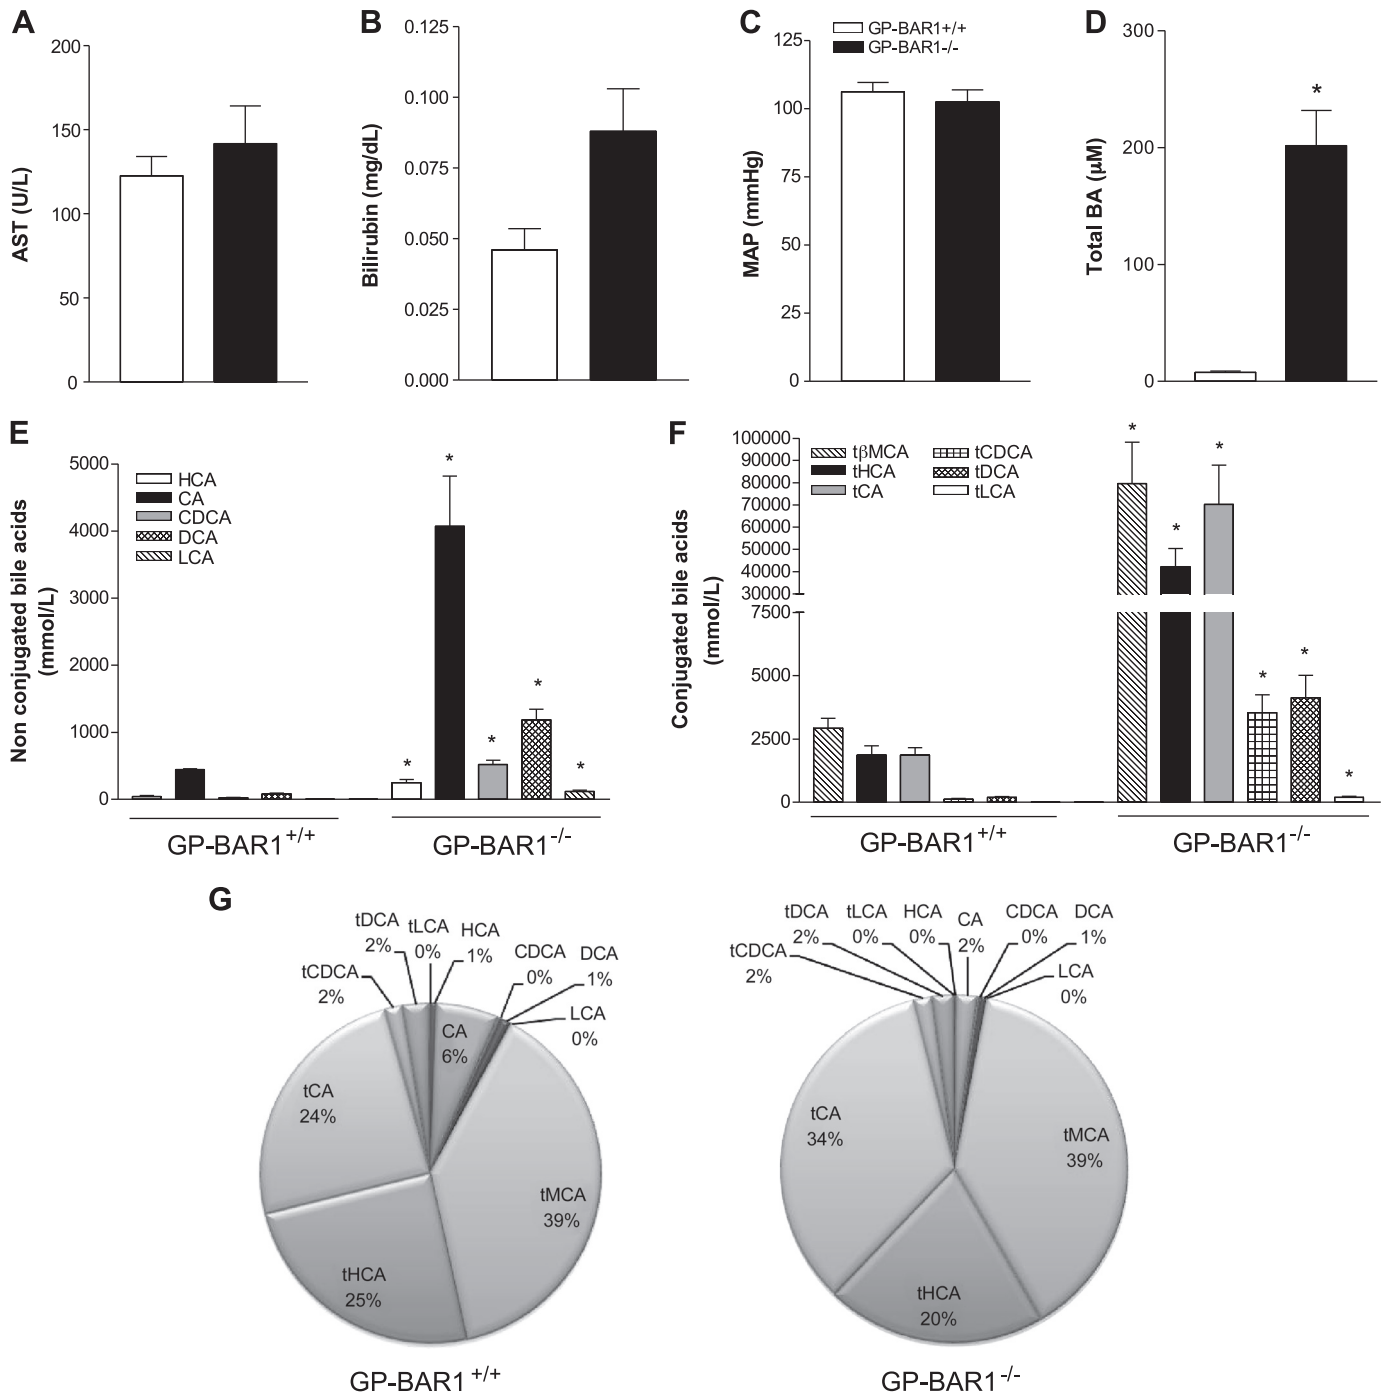 A
AST (U/L)
200
150
100
50
0
B
Bilirubin (mg/dL)
0.125
0.100
0.075
0.050
0.025
0.000
C
GP-BAR1+/+
GP-BAR1-/-
MAP (mmHg)
125
100
75
50
25
0
D
Total BA (μM)
300
200
100
0
*
E
Non conjugated bile acids
(mmol/L)
5000
4000
3000
2000
1000
0
HCA
CA
CDCA
DCA
LCA
*
*
*
*
*
GP-BAR1+/+
GP-BAR1-/-
F
Conjugated bile acids
(mmol/L)
100000
90000
80000
70000
60000
50000
40000
30000
7500
5000
2500
0
tβMCA
tHCA
tCA
tCDCA
tDCA
tLCA
*
*
*
*
*
*
GP-BAR1+/+
GP-BAR1-/-
G
tCDCA
2%
tDCA
2%
tLCA
0%
HCA
1%
CA
6%
CDCA
0%
DCA
1%
LCA
0%
tCA
24%
tMCA
39%
tHCA
25%
GP-BAR1+/+
tCDCA
2%
tDCA
2%
tLCA
0%
HCA
0%
CA
2%
CDCA
0%
DCA
1%
LCA
0%
tCA
34%
tMCA
39%
tHCA
20%
GP-BAR1-/-